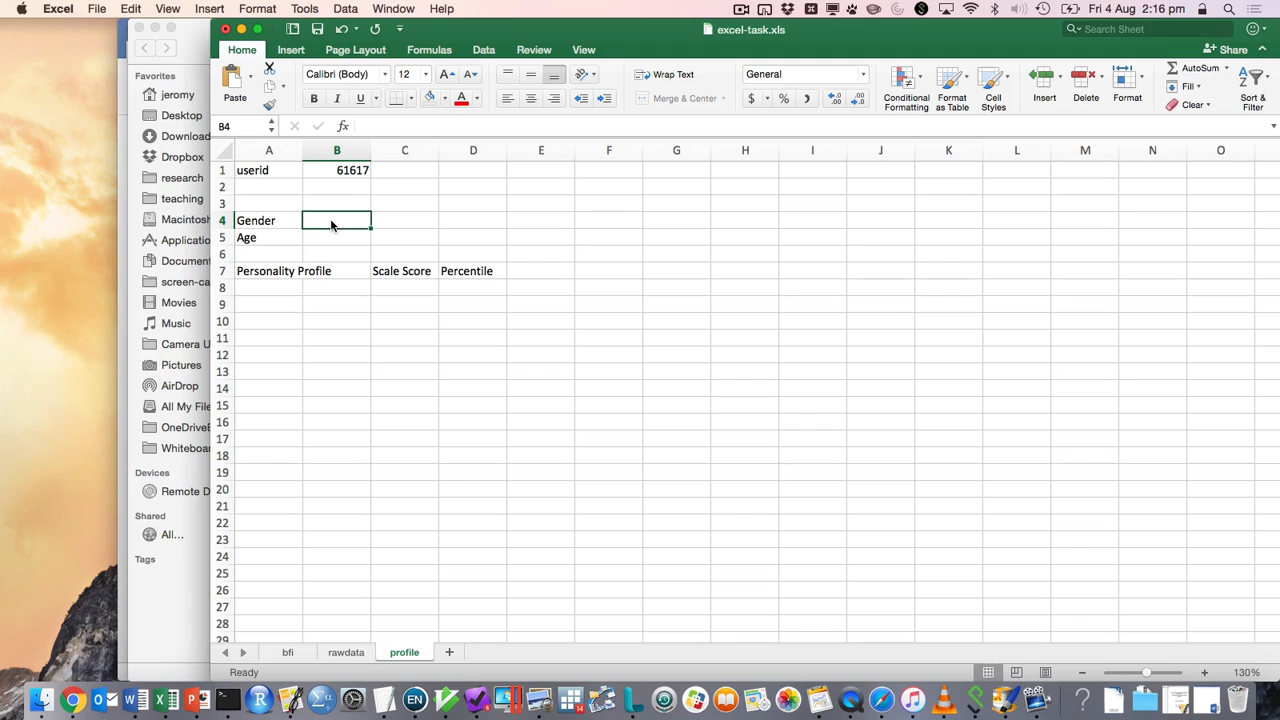 Excel File Edit View Insert Format Tools Data Window Help
Fri 4 Aug 2:16 pm
excel-task.xls
Search Sheet
Home Insert Page Layout Formulas Data Review View
Share
Paste
Calibri (Body) 12
Wrap Text
Merge & Center
General
Conditional Formatting
Format as Table
Cell Styles
Insert
Delete
Format
AutoSum
Fill
Clear
Sort & Filter
B4
fx
A B C D E F G H I J K L M N O
1 userid 61617
2
3
4 Gender
5 Age
6
7 Personality Profile Scale Score Percentile
8
9
10
11
12
13
14
15
16
17
18
19
20
21
22
23
24
25
26
27
28
29
Favorites
jeromy
Desktop
Download
Dropbox
research
teaching
Macintosh
Applicatio
Document
screen-ca
Movies
Music
Camera U
Pictures
AirDrop
All My File
OneDriveB
Whiteboar
Devices
Remote D
Shared
All...
Tags
bfi rawdata profile
Ready
130%